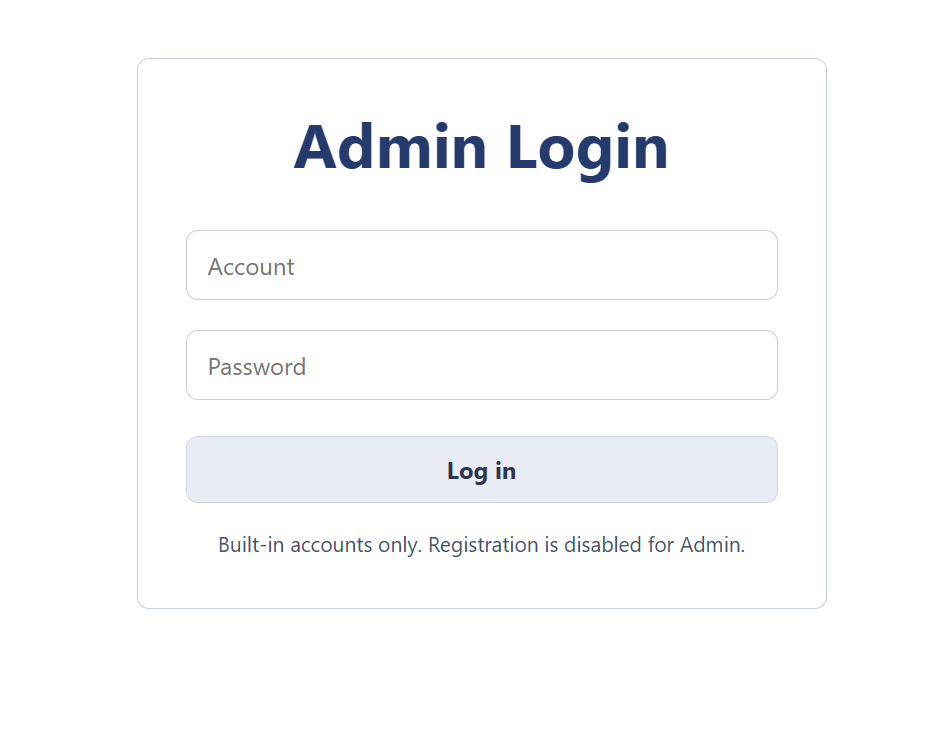 Admin Login
Account
Password
Log in
Built-in accounts only. Registration is disabled for Admin.